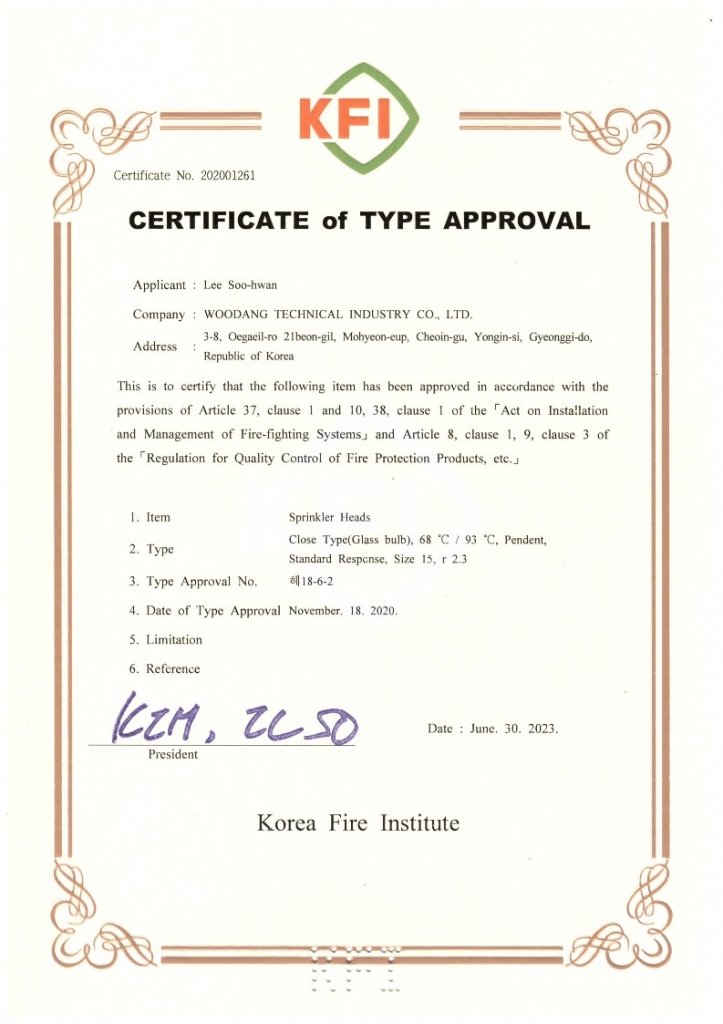 KFI
Certificate No. 202001261
CERTIFICATE of TYPE APPROVAL
Applicant : Lee Soo-hwan
Company : WOODANG TECHNICAL INDUSTRY CO., LTD.
Address : 3-8, Oegaeil-ro 21beon-gil, Mohyeon-eup, Cheoin-gu, Yongin-si, Gyeonggi-do,
Republic of Korea
This is to certify that the following item has been approved in accordance with the
provisions of Article 37, clause 1 and 10, 38, clause 1 of the「Act on Installation
and Management of Fire-fighting Systems」and Article 8, clause 1, 9, clause 3 of
the「Regulation for Quality Control of Fire Protection Products, etc.」
1. Item Sprinkler Heads
2. Type Close Type(Glass bulb), 68 ℃ / 93 ℃, Pendent,
Standard Response, Size 15, r 2.3
3. Type Approval No. 헤18-6-2
4. Date of Type Approval November. 18. 2020.
5. Limitation
6. Reference
Date : June. 30. 2023.
President
Korea Fire Institute
KFI